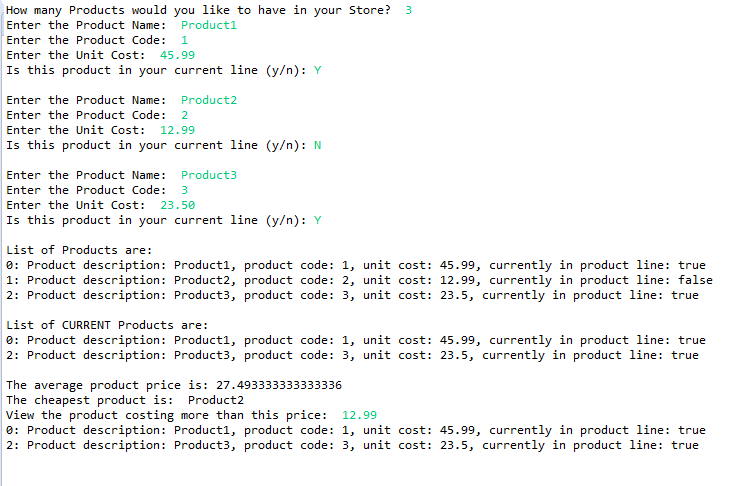 How many Products would you like to have in your Store?  3
Enter the Product Name:  Product1
Enter the Product Code:  1
Enter the Unit Cost:  45.99
Is this product in your current line (y/n): Y
Enter the Product Name:  Product2
Enter the Product Code:  2
Enter the Unit Cost:  12.99
Is this product in your current line (y/n): N
Enter the Product Name:  Product3
Enter the Product Code:  3
Enter the Unit Cost:  23.50
Is this product in your current line (y/n): Y
List of Products are:
0: Product description: Product1, product code: 1, unit cost: 45.99, currently in product line: true
1: Product description: Product2, product code: 2, unit cost: 12.99, currently in product line: false
2: Product description: Product3, product code: 3, unit cost: 23.5, currently in product line: true
List of CURRENT Products are:
0: Product description: Product1, product code: 1, unit cost: 45.99, currently in product line: true
2: Product description: Product3, product code: 3, unit cost: 23.5, currently in product line: true
The average product price is: 27.493333333333336
The cheapest product is:  Product2
View the product costing more than this price:  12.99
0: Product description: Product1, product code: 1, unit cost: 45.99, currently in product line: true
2: Product description: Product3, product code: 3, unit cost: 23.5, currently in product line: true